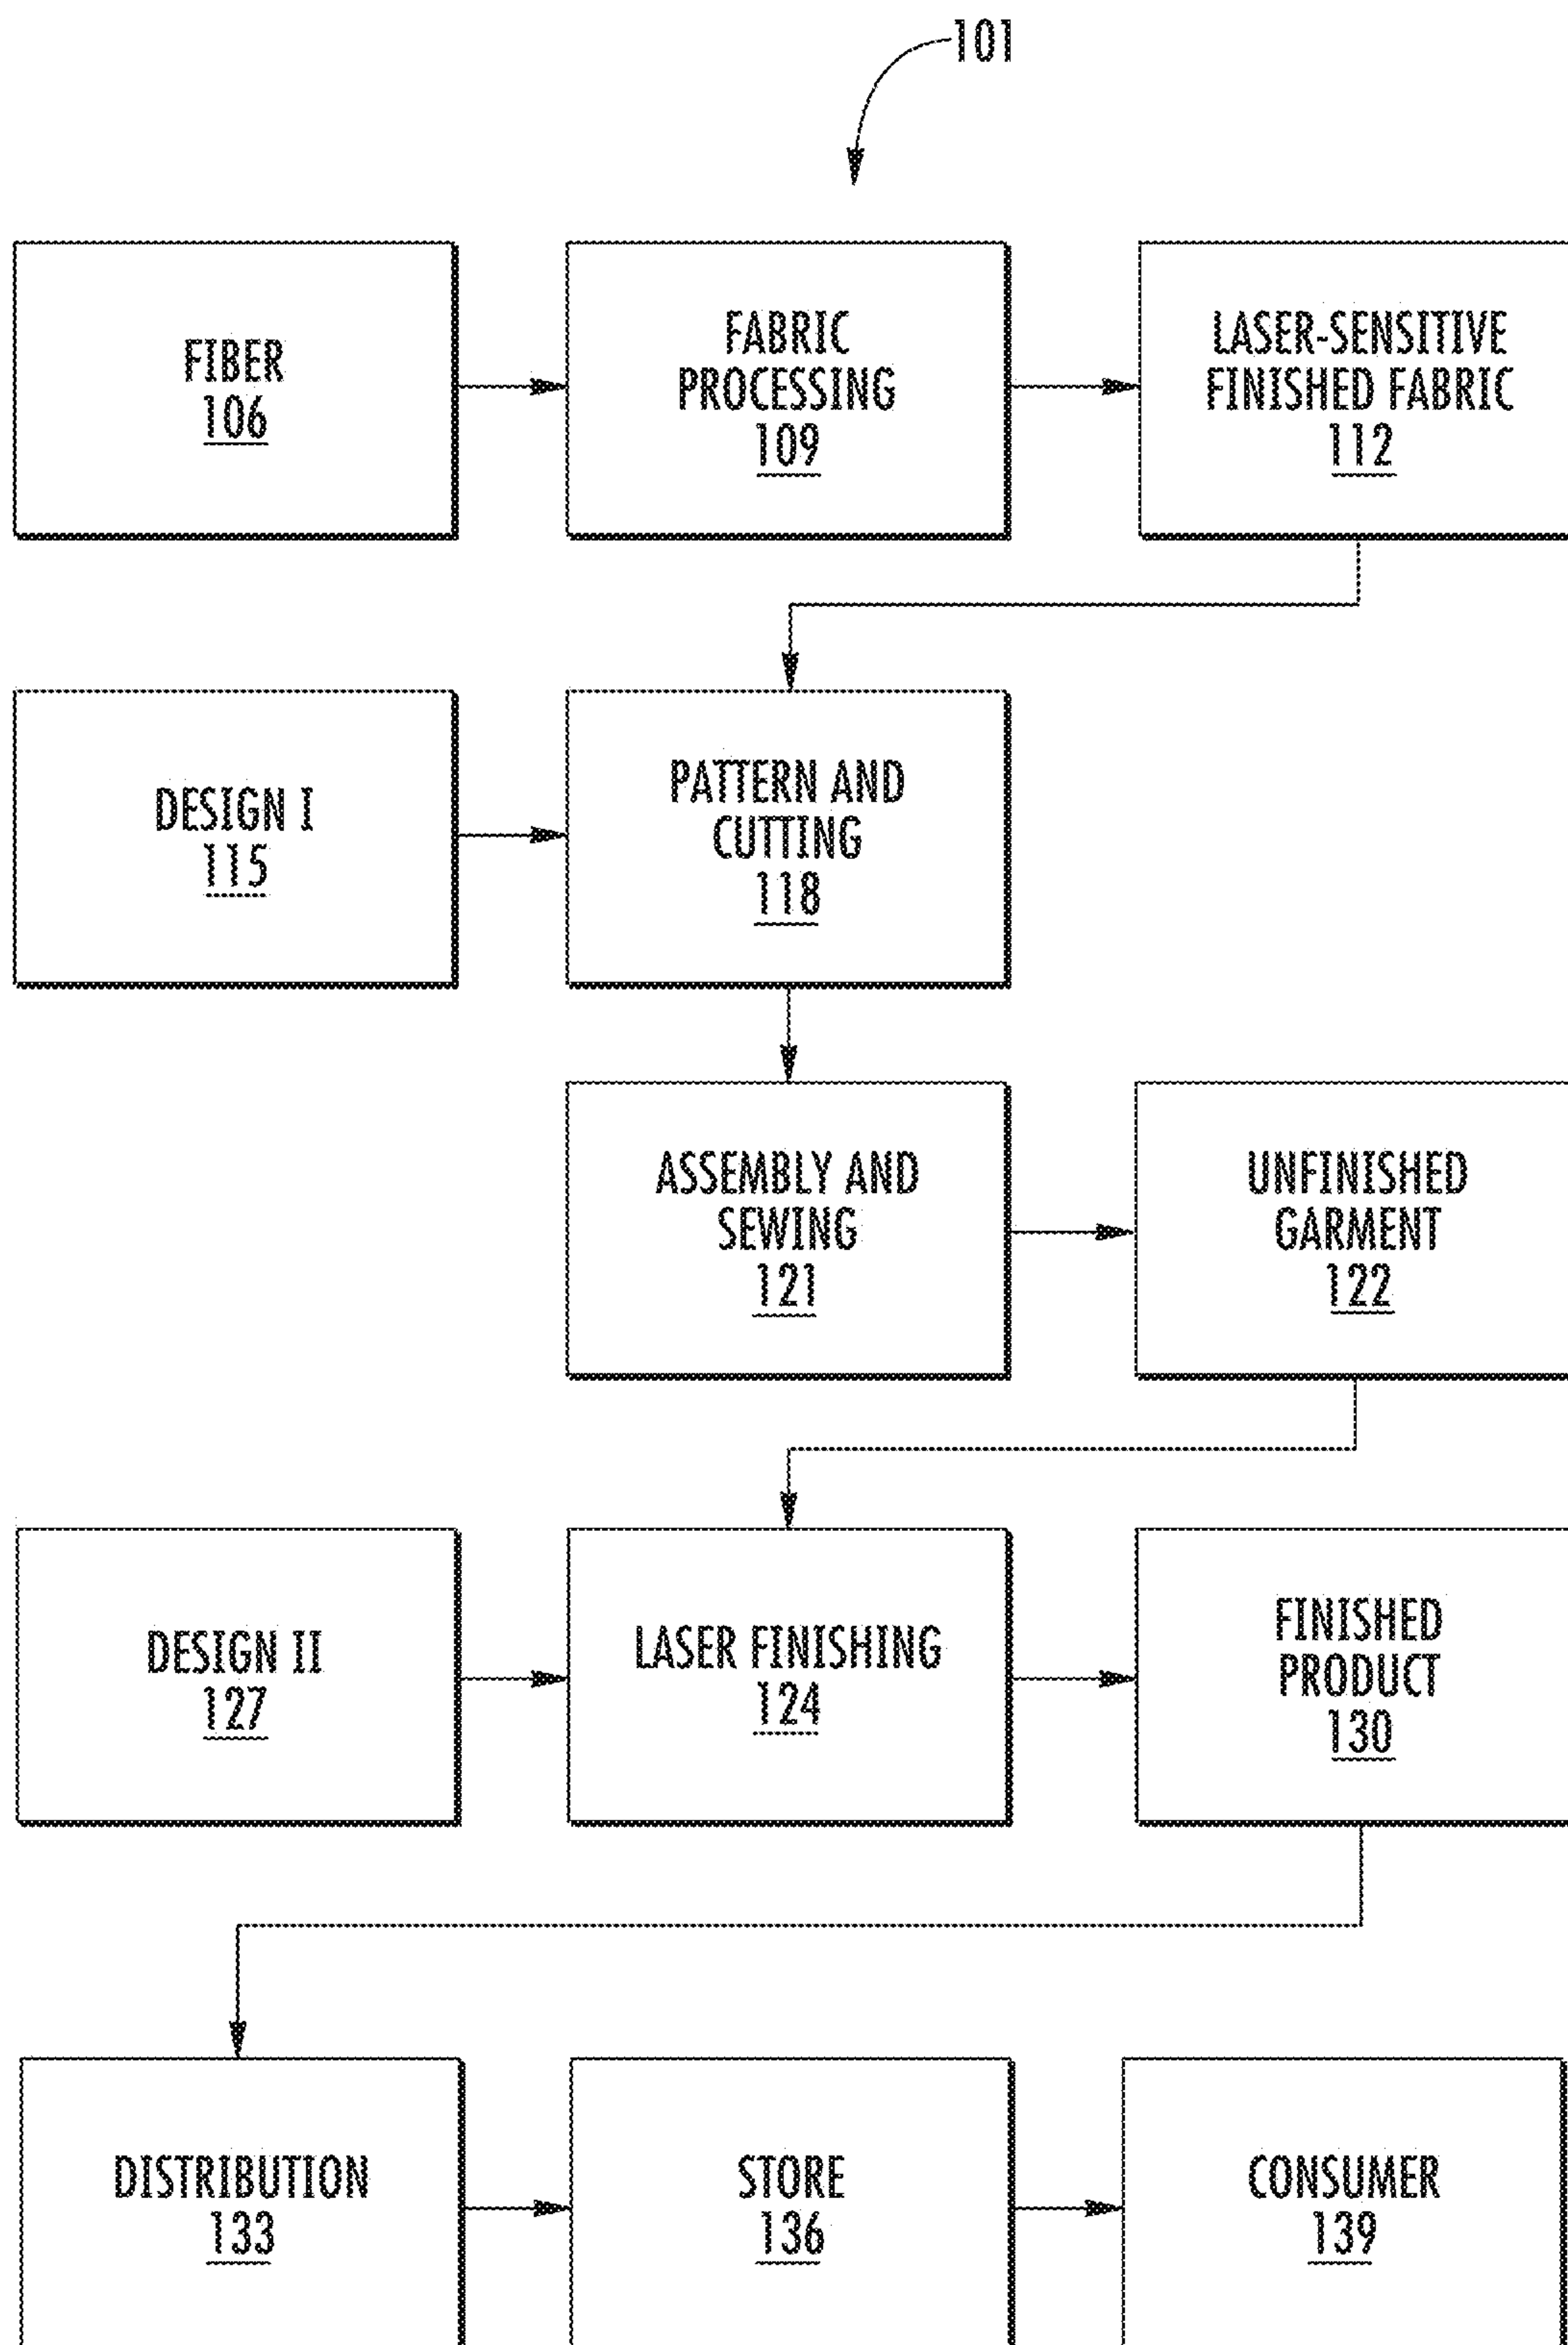 101
FIBER
106
FABRIC
PROCESSING
109
LASER-SENSITIVE
FINISHED FABRIC
112
DESIGN I
115
PATTERN AND
CUTTING
118
ASSEMBLY AND
SEWING
121
UNFINISHED
GARMENT
122
DESIGN II
127
LASER FINISHING
124
FINISHED
PRODUCT
130
DISTRIBUTION
133
STORE
136
CONSUMER
139